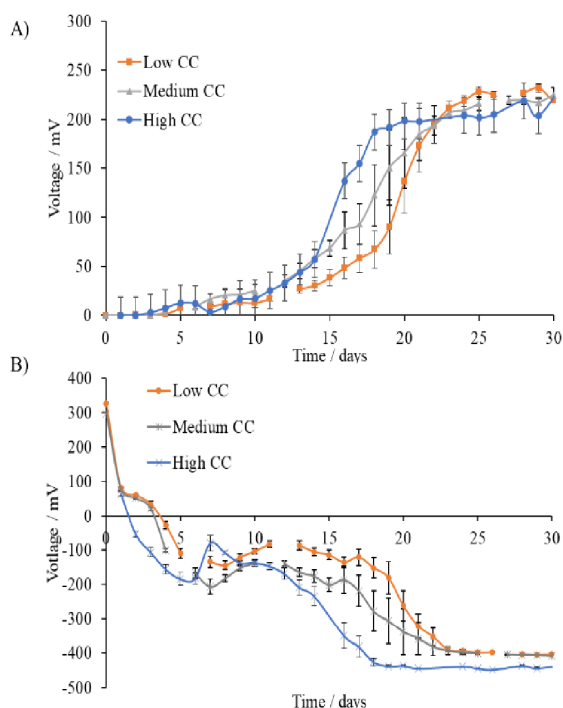 A)
300
250
200
150
100
50
0
Voltage / mV
Low CC
Medium CC
High CC
0 5 10 15 20 25 30
Time / days
B)
400
300
200
100
0
-100
-200
-300
-400
-500
Voltage / mV
Low CC
Medium CC
High CC
0 5 10 15 20 25 30
Time / days